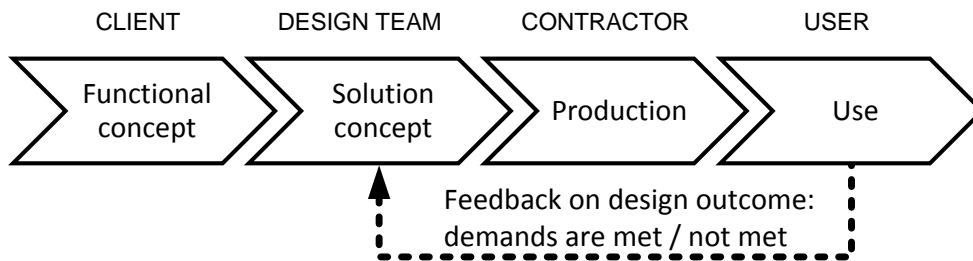 CLIENT DESIGN TEAM CONTRACTOR USER
Functional
concept
Solution
concept
Production
Use
Feedback on design outcome:
demands are met / not met